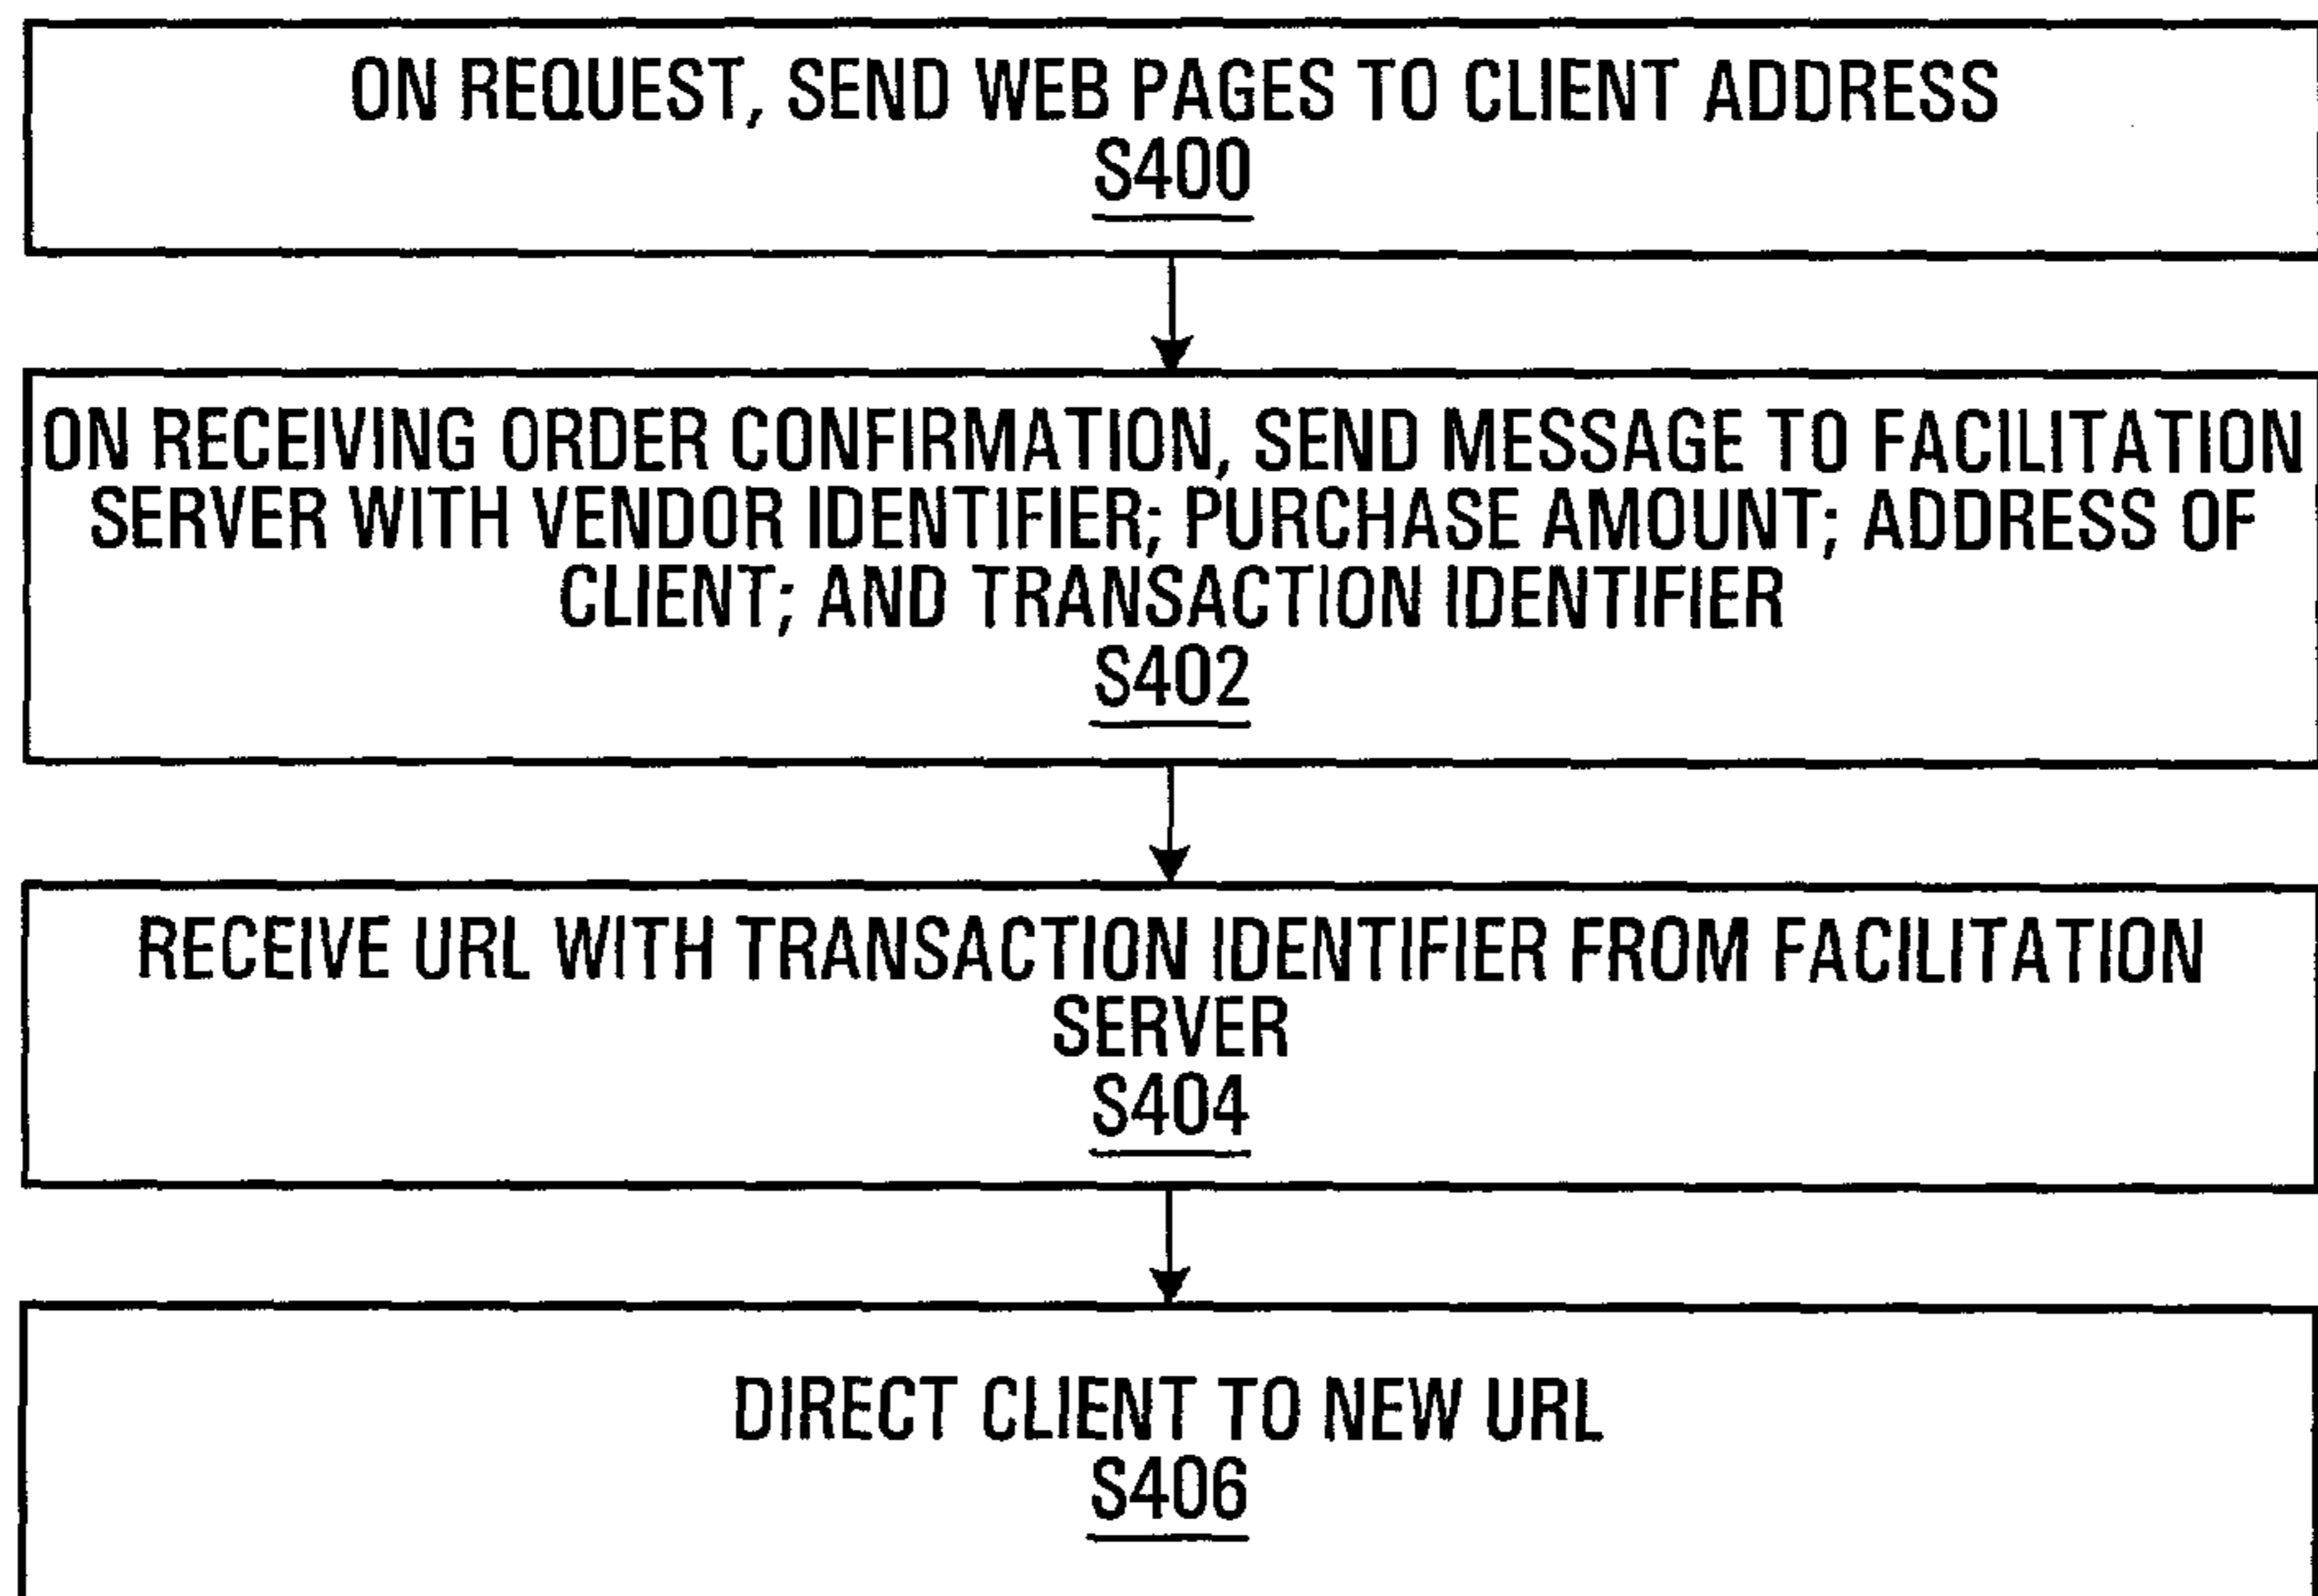 ON REQUEST, SEND WEB PAGES TO CLIENT ADDRESS
S400
ON RECEIVING ORDER CONFIRMATION, SEND MESSAGE TO FACILITATION
SERVER WITH VENDOR IDENTIFIER; PURCHASE AMOUNT; ADDRESS OF
CLIENT; AND TRANSACTION IDENTIFIER
S402
RECEIVE URL WITH TRANSACTION IDENTIFIER FROM FACILITATION
SERVER
S404
DIRECT CLIENT TO NEW URL
S406